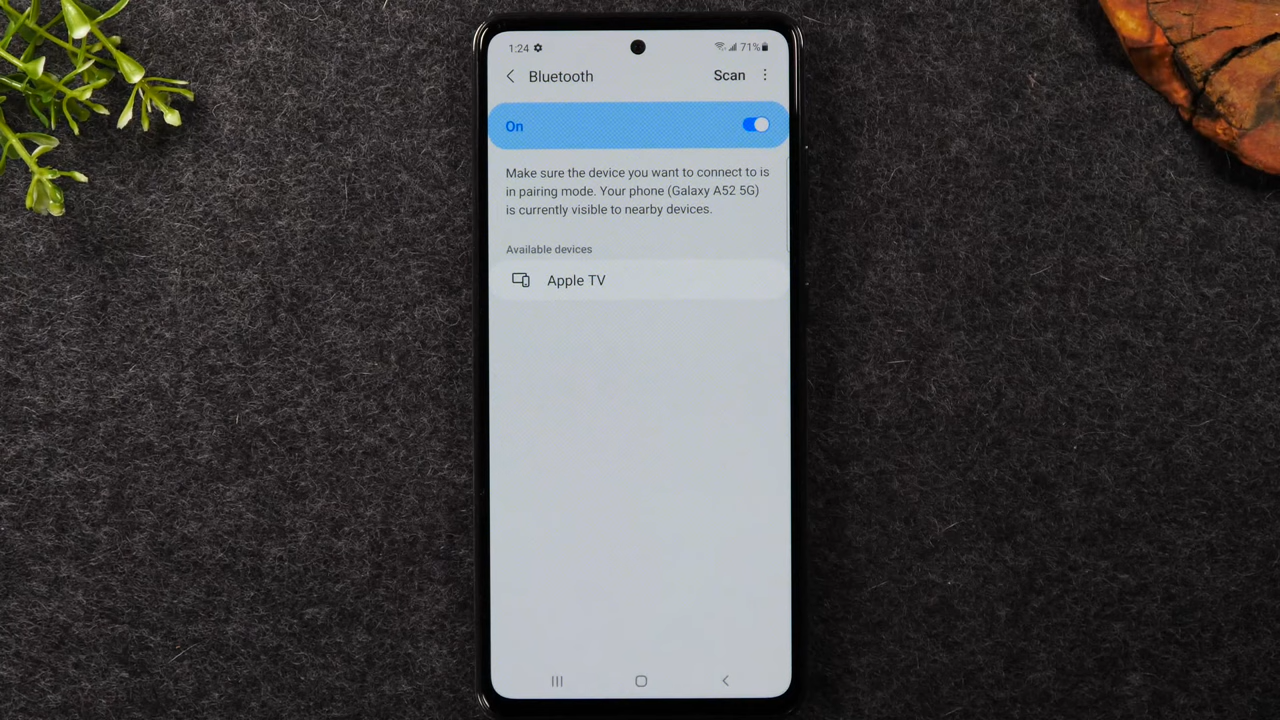 1:24 71%
Bluetooth Scan
On
Make sure the device you want to connect to is
in pairing mode. Your phone (Galaxy A52 5G)
is currently visible to nearby devices.
Available devices
Apple TV